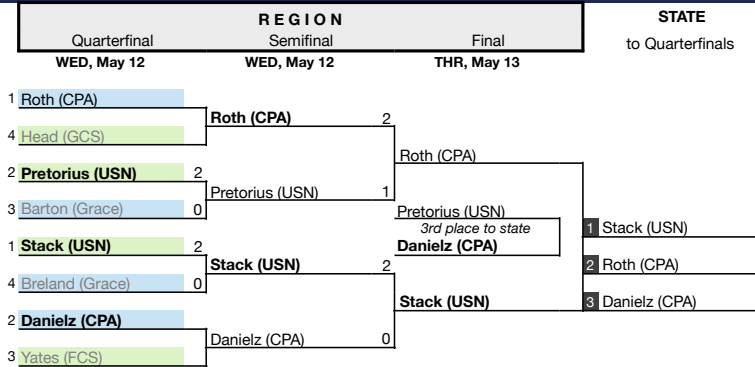 REGION
STATE
Quarterfinal Semifinal Final
to Quarterfinals
WED, May 12 WED, May 12 THR, May 13
1 Roth (CPA)
Roth (CPA) 2
4 Head (GCS)
Roth (CPA)
2 Pretorius (USN) 2
Pretorius (USN) 1
3 Barton (Grace) 0
Pretorius (USN)
3rd place to state
1 Stack (USN)
1 Stack (USN) 2
Danielz (CPA)
Stack (USN) 2
2 Roth (CPA)
4 Breland (Grace) 0
Stack (USN)
3 Danielz (CPA)
2 Danielz (CPA)
Danielz (CPA) 0
3 Yates (FCS)